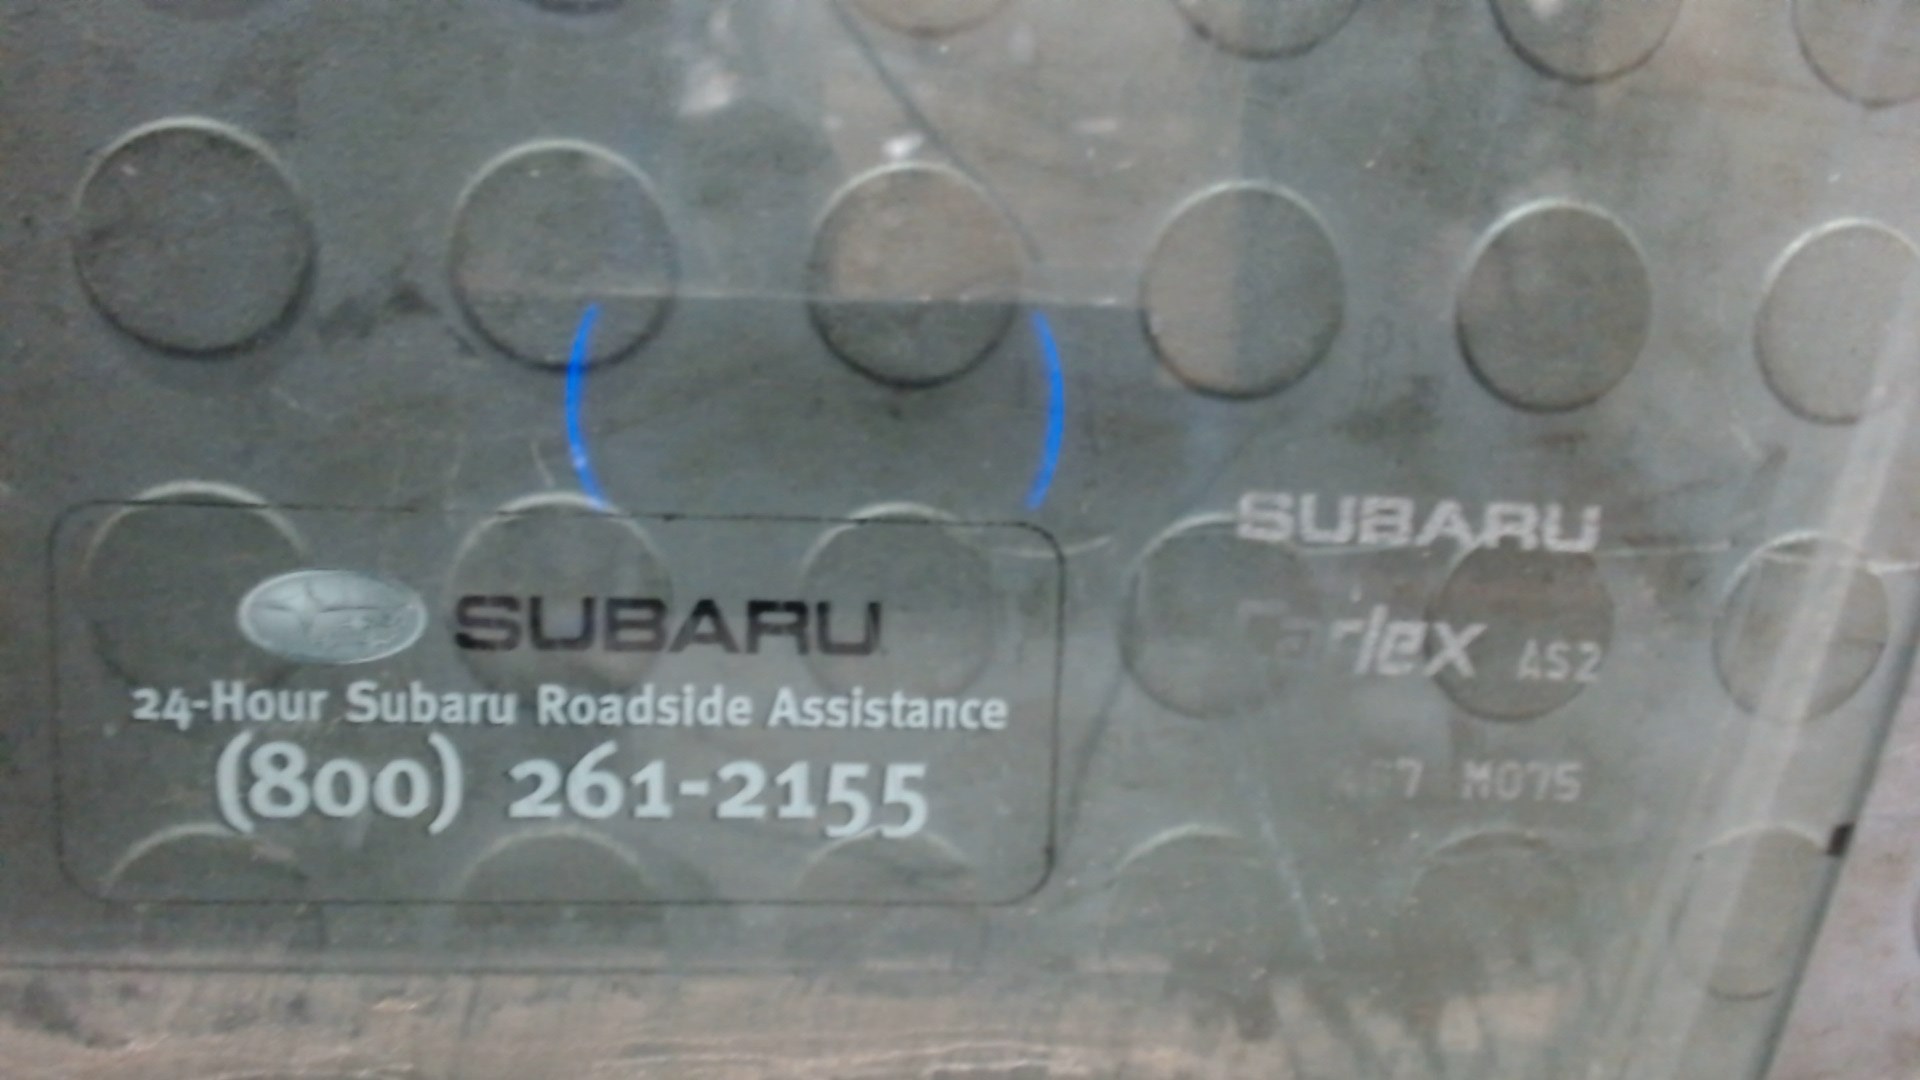 SUBARU
24-Hour Subaru Roadside Assistance
(800) 261-2155
SUBARU
AS2
M075